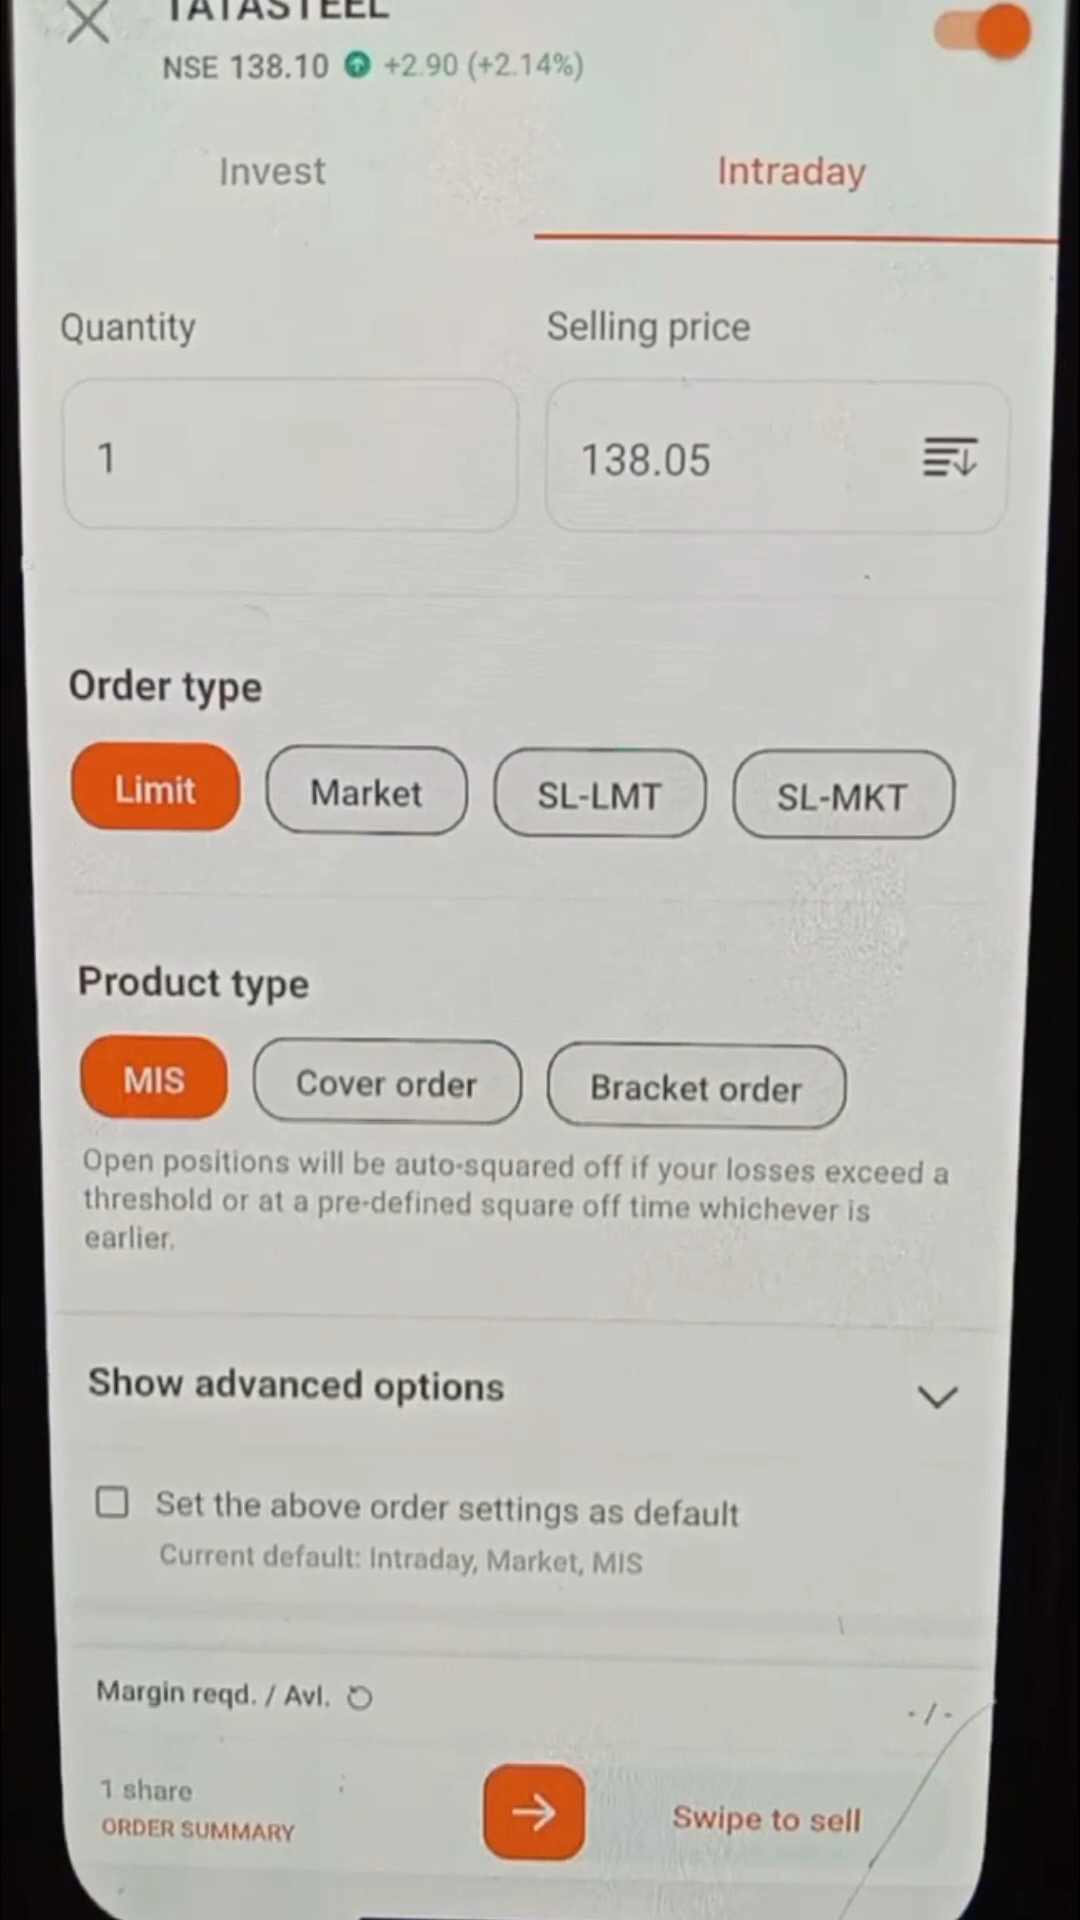 TATASTEEL
NSE 138.10 +2.90 (+2.14%)
Invest
Intraday
Quantity
Selling price
1
138.05
Order type
Limit
Market
SL-LMT
SL-MKT
Product type
MIS
Cover order
Bracket order
Open positions will be auto-squared off if your losses exceed a
threshold or at a pre-defined square off time whichever is
earlier.
Show advanced options
Set the above order settings as default
Current default: Intraday, Market, MIS
Margin reqd. / Avl.
- / -
1 share
ORDER SUMMARY
Swipe to sell